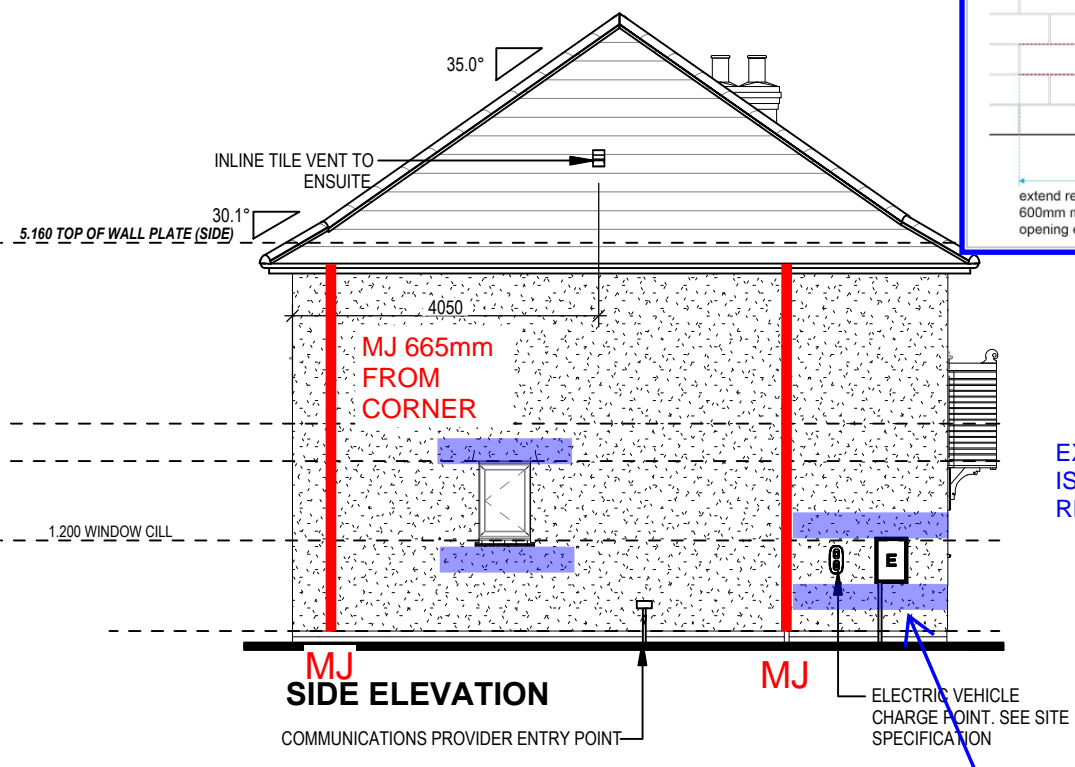 35.0°
INLINE TILE VENT TO
ENSUITE
30.1°
5.160 TOP OF WALL PLATE (SIDE)
extend
600mm
opening
4050
MJ 665mm
FROM
CORNER
1.200 WINDOW CILL
E
MJ
MJ
SIDE ELEVATION
COMMUNICATIONS PROVIDER ENTRY POINT
ELECTRIC VEHICLE
CHARGE POINT. SEE SITE
SPECIFICATION
IS